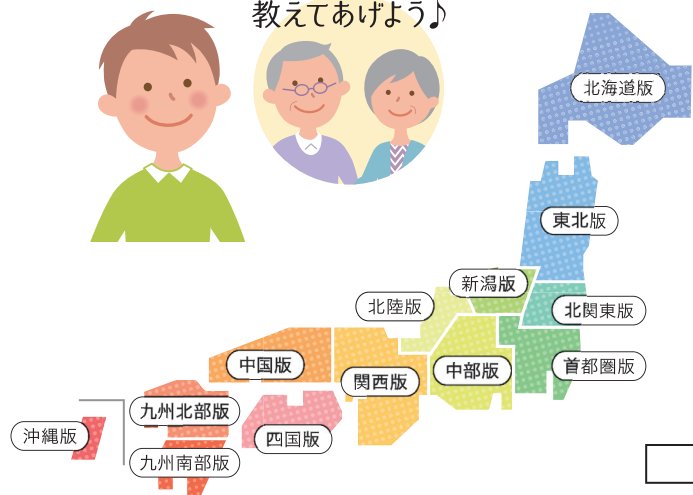 教えてあげよう♪
北海道版
東北版
新潟版
北陸版
北関東版
中国版
関西版
中部版
首都圏版
九州北部版
沖縄版
四国版
九州南部版